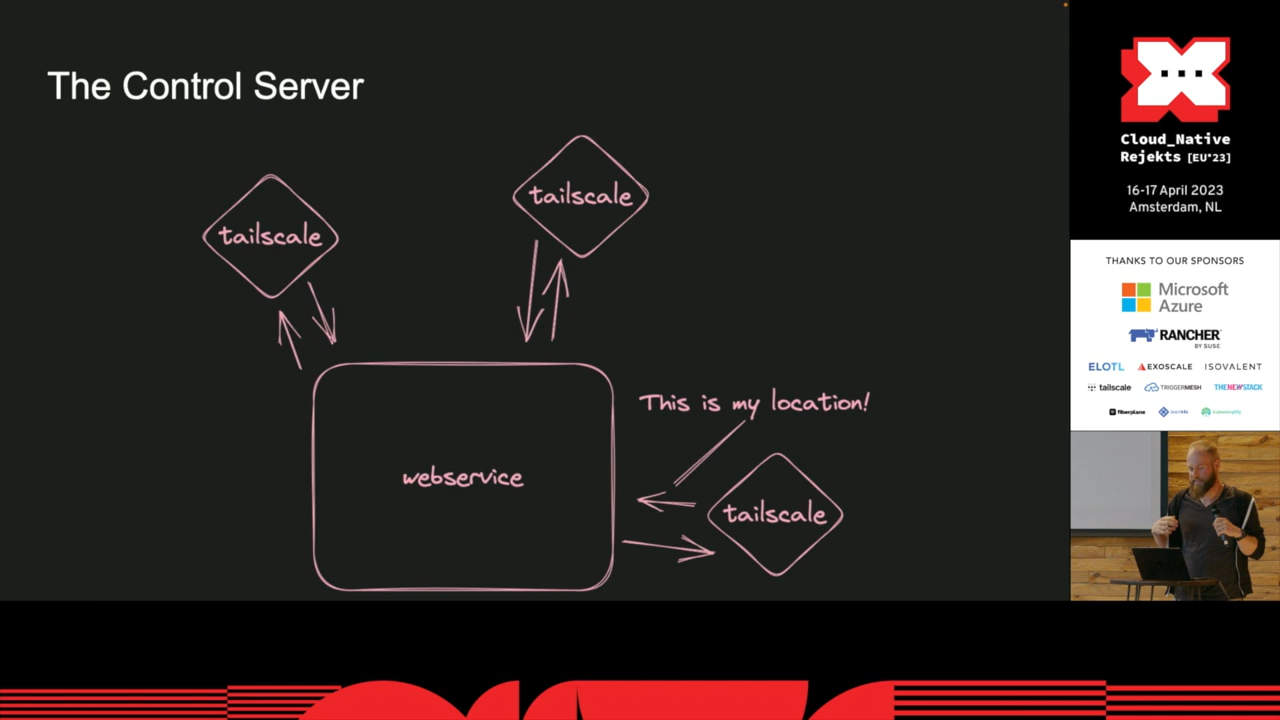 The Control Server
tailscale
tailscale
This is my location!
webservice
tailscale
Cloud_Native
Rejekts [EU'23]
16-17 April 2023
Amsterdam, NL
THANKS TO OUR SPONSORS
Microsoft
Azure
RANCHER
BY SUSE
ELOTL
EXOSCALE
ISOVALENT
tailscale
TRIGGERMESH
THENEWSTACK
fiberplane